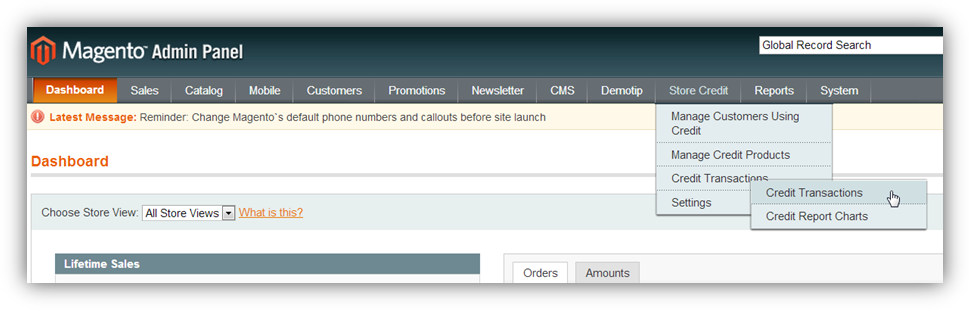 Magento Admin Panel
Global Record Search
Dashboard Sales Catalog Mobile Customers Promotions Newsletter CMS Demotip Store Credit Reports System
Latest Message: Reminder: Change Magento`s default phone numbers and callouts before site launch
Manage Customers Using
Credit
Manage Credit Products
Credit Transactions
Settings
Credit Transactions
Credit Report Charts
Dashboard
Choose Store View: All Store Views What is this?
Lifetime Sales
Orders Amounts